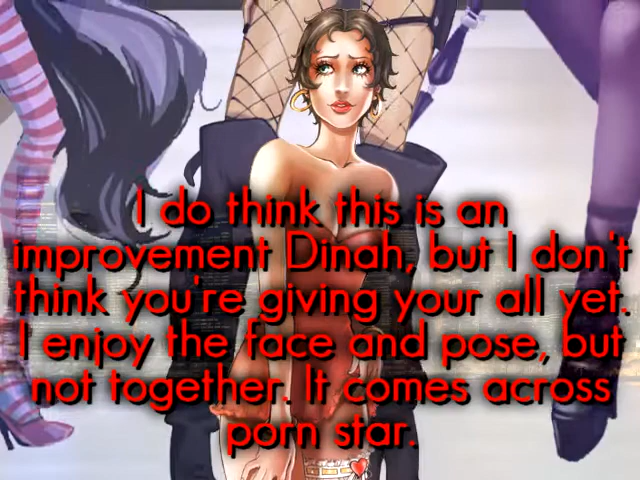 I do think this is an
improvement Dinah, but I don't
think you're giving your all yet.
I enjoy the face and pose, but
not together. It comes across
porn star.